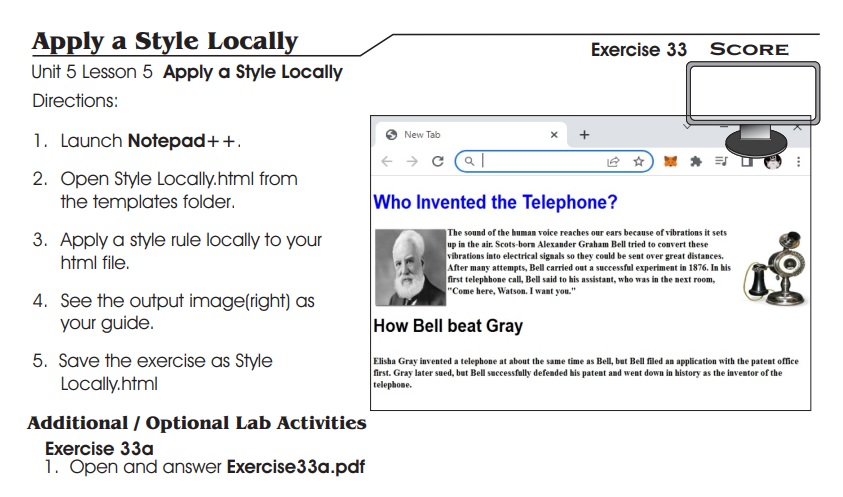 Apply a Style Locally
Exercise 33 SCORE
Unit 5 Lesson 5 Apply a Style Locally
Directions:
1. Launch Notepad++.
2. Open Style Locally.html from
the templates folder.
3. Apply a style rule locally to your
html file.
4. See the output image(right) as
your guide.
5. Save the exercise as Style
Locally.html
New Tab
Who Invented the Telephone?
The sound of the human voice reaches our ears because of vibrations it sets
up in the air. Scots-born Alexander Graham Bell tried to convert these
vibrations into electrical signals so they could be sent over great distances.
After many attempts, Bell carried out a successful experiment in 1876. In his
first telephhone call, Bell said to his assistant, who was in the next room,
"Come here, Watson. I want you."
How Bell beat Gray
Elisha Gray invented a telephone at about the same time as Bell, but Bell filed an application with the patent office
first. Gray later sued, but Bell successfully defended his patent and went down in history as the inventor of the
telephone.
Additional / Optional Lab Activities
Exercise 33a
1. Open and answer Exercise33a.pdf